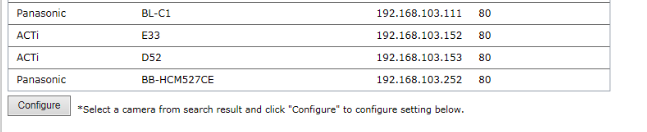 Panasonic BL-C1 192.168.103.111 80
ACTi E33 192.168.103.152 80
ACTi D52 192.168.103.153 80
Panasonic BB-HCM527CE 192.168.103.252 80
Configure *Select a camera from search result and click "Configure" to configure setting below.